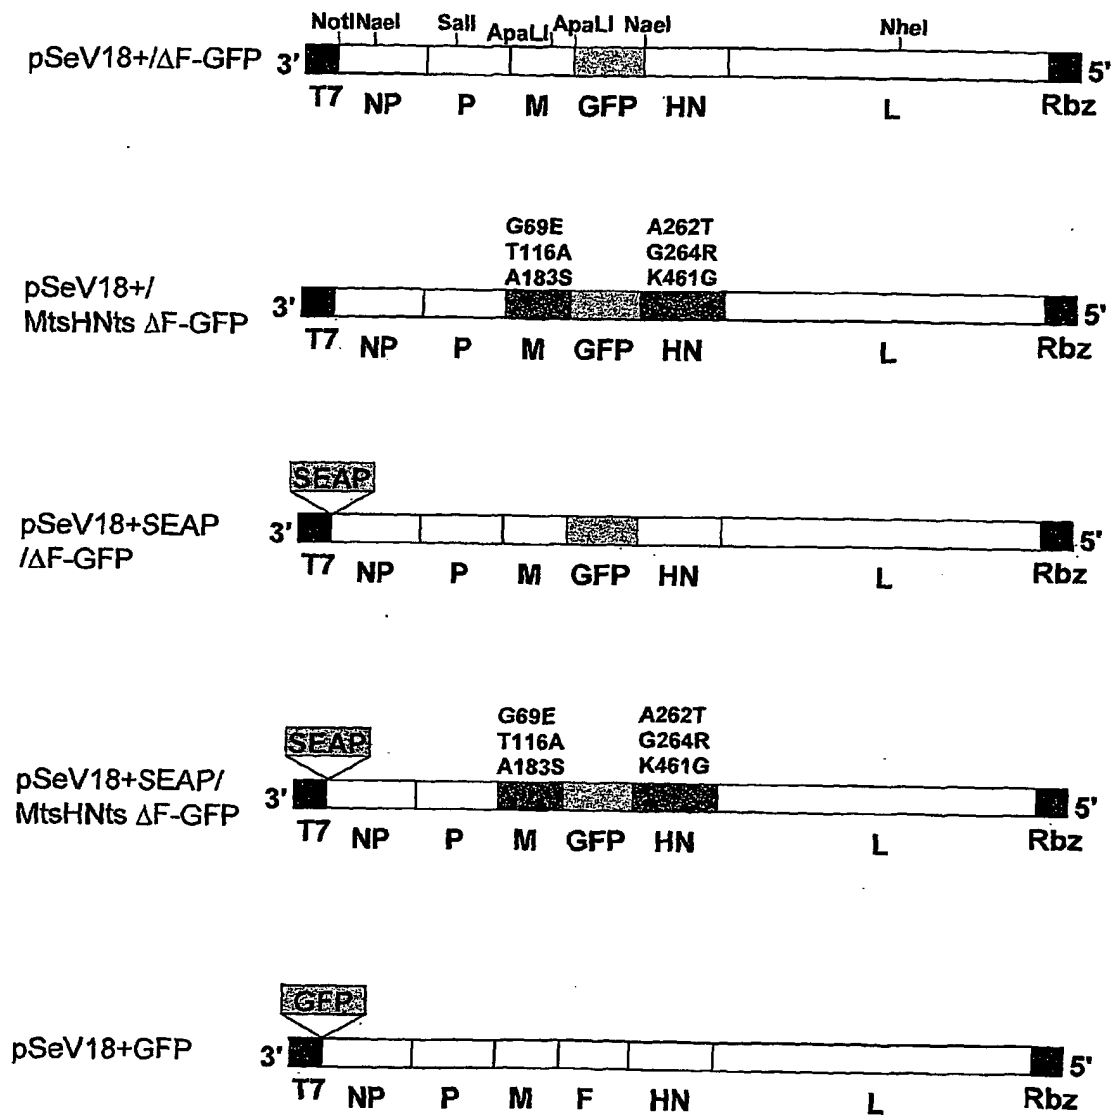 NotI NaeI SalI ApaLI ApaLI NaeI NheI
pSeV18+/ΔF-GFP 3' 5'
T7 NP P M GFP HN L Rbz
G69E A262T
T116A G264R
A183S K461G
pSeV18+/
MtsHNts ΔF-GFP 3' 5'
T7 NP P M GFP HN L Rbz
SEAP
pSeV18+SEAP 3' 5'
/ΔF-GFP
T7 NP P M GFP HN L Rbz
G69E A262T
T116A G264R
A183S K461G
SEAP
pSeV18+SEAP/
MtsHNts ΔF-GFP 3' 5'
T7 NP P M GFP HN L Rbz
GFP
pSeV18+GFP 3' 5'
T7 NP P M F HN L Rbz